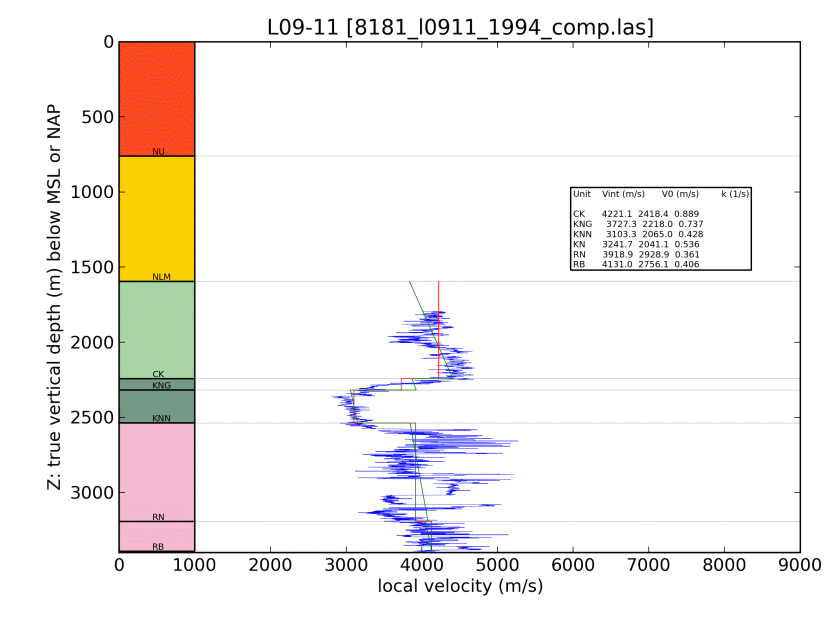 L09-11 [8181_l0911_1994_comp.las]
0
500
1000
1500
2000
2500
3000
Z: true vertical depth (m) below MSL or NAP
NU
NLM
CK
KNG
KNN
RN
RB
Unit Vint (m/s) V0 (m/s) k (1/s)
CK 4221.1 2418.4 0.889
KNG 3727.3 2218.0 0.737
KNN 3103.3 2065.0 0.428
KN 3241.7 2041.1 0.536
RN 3918.9 2928.9 0.361
RB 4131.0 2756.1 0.406
0 1000 2000 3000 4000 5000 6000 7000 8000 9000
local velocity (m/s)